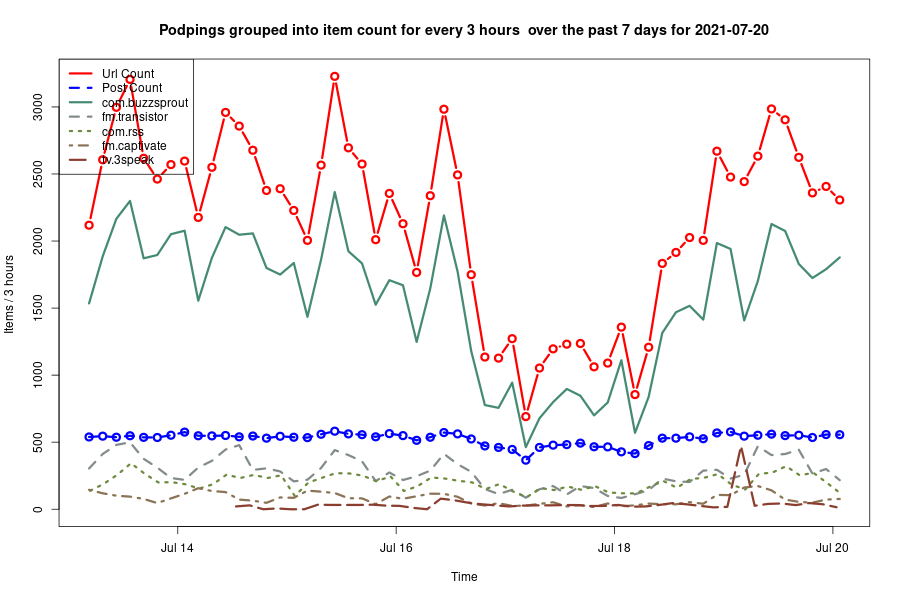 Podpings grouped into item count for every 3 hours  over the past 7 days for 2021-07-20
Url Count
Post Count
com.buzzsprout
fm.transistor
com.rss
fm.captivate
tv.3speak
Items / 3 hours
3000
2500
2000
1500
1000
500
0
Jul 14
Jul 16
Jul 18
Jul 20
Time